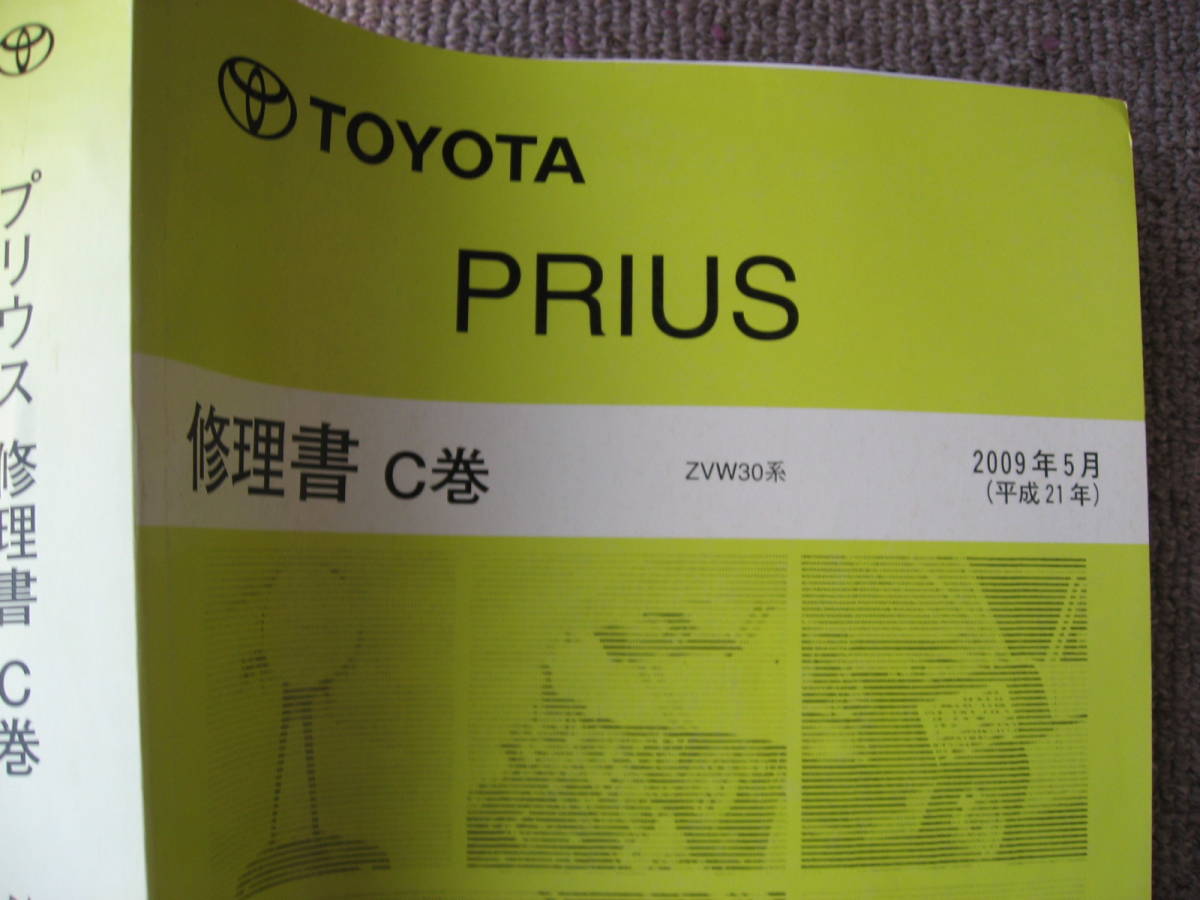 TOYOTA
PRIUS
修理書 C巻
ZVW30系
2009年5月
(平成21年)
プリウス 修理書 C巻